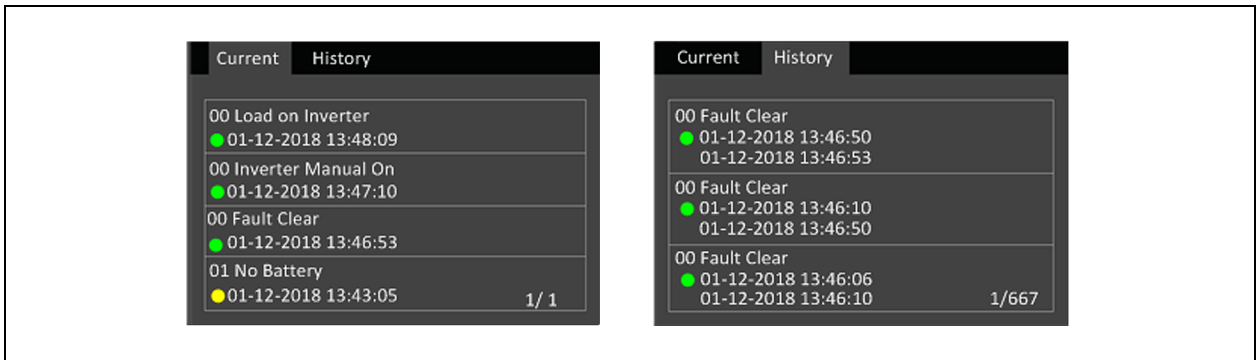 Current History
00 Load on Inverter
01-12-2018 13:48:09
00 Inverter Manual On
01-12-2018 13:47:10
00 Fault Clear
01-12-2018 13:46:53
01 No Battery
01-12-2018 13:43:05
1/ 1
Current History
00 Fault Clear
01-12-2018 13:46:50
01-12-2018 13:46:53
00 Fault Clear
01-12-2018 13:46:10
01-12-2018 13:46:50
00 Fault Clear
01-12-2018 13:46:06
01-12-2018 13:46:10
1/667